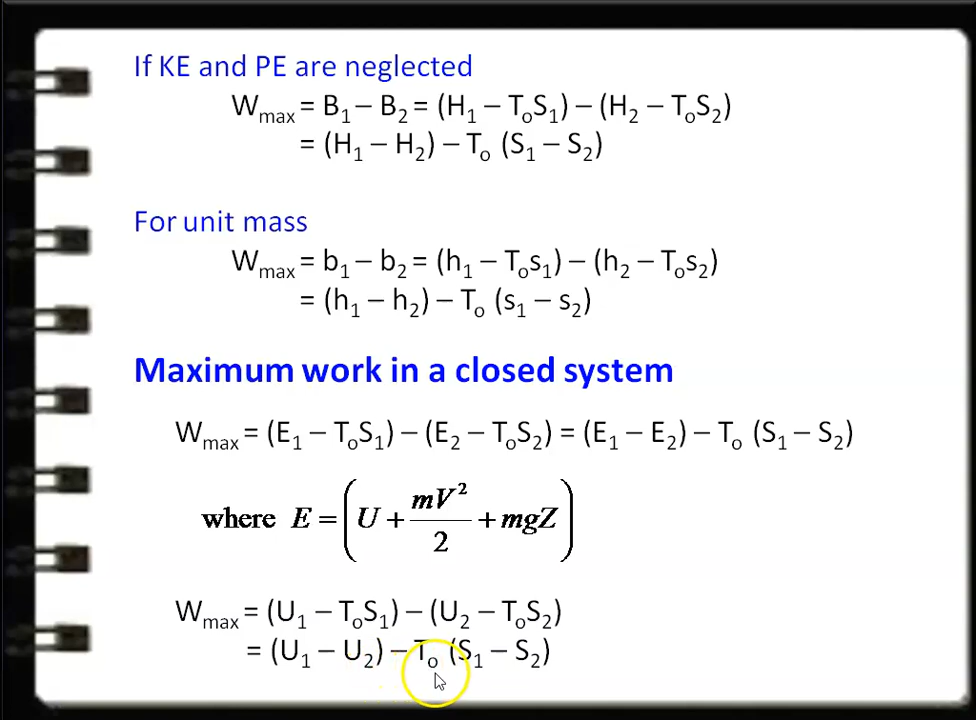 If KE and PE are neglected
W_max = B_1 – B_2 = (H_1 – T_oS_1) – (H_2 – T_oS_2)
= (H_1 – H_2) – T_o (S_1 – S_2)
For unit mass
W_max = b_1 – b_2 = (h_1 – T_os_1) – (h_2 – T_os_2)
= (h_1 – h_2) – T_o (s_1 – s_2)
Maximum work in a closed system
W_max = (E_1 – T_oS_1) – (E_2 – T_oS_2) = (E_1 – E_2) – T_o (S_1 – S_2)
where E = (U + mV^2/2 + mgZ)
W_max = (U_1 – T_oS_1) – (U_2 – T_oS_2)
= (U_1 – U_2) – T_o (S_1 – S_2)